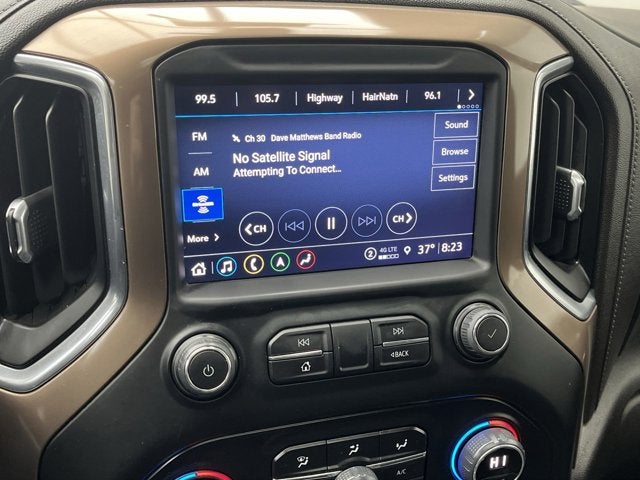 99.5 105.7 Highway HairNatn 96.1
FM
Ch 30 Dave Matthews Band Radio
Sound
No Satellite Signal
Attempting To Connect...
Browse
AM
Settings
CH
CH
More
2 4G LTE 37° 8:23
BACK
A/C
HI